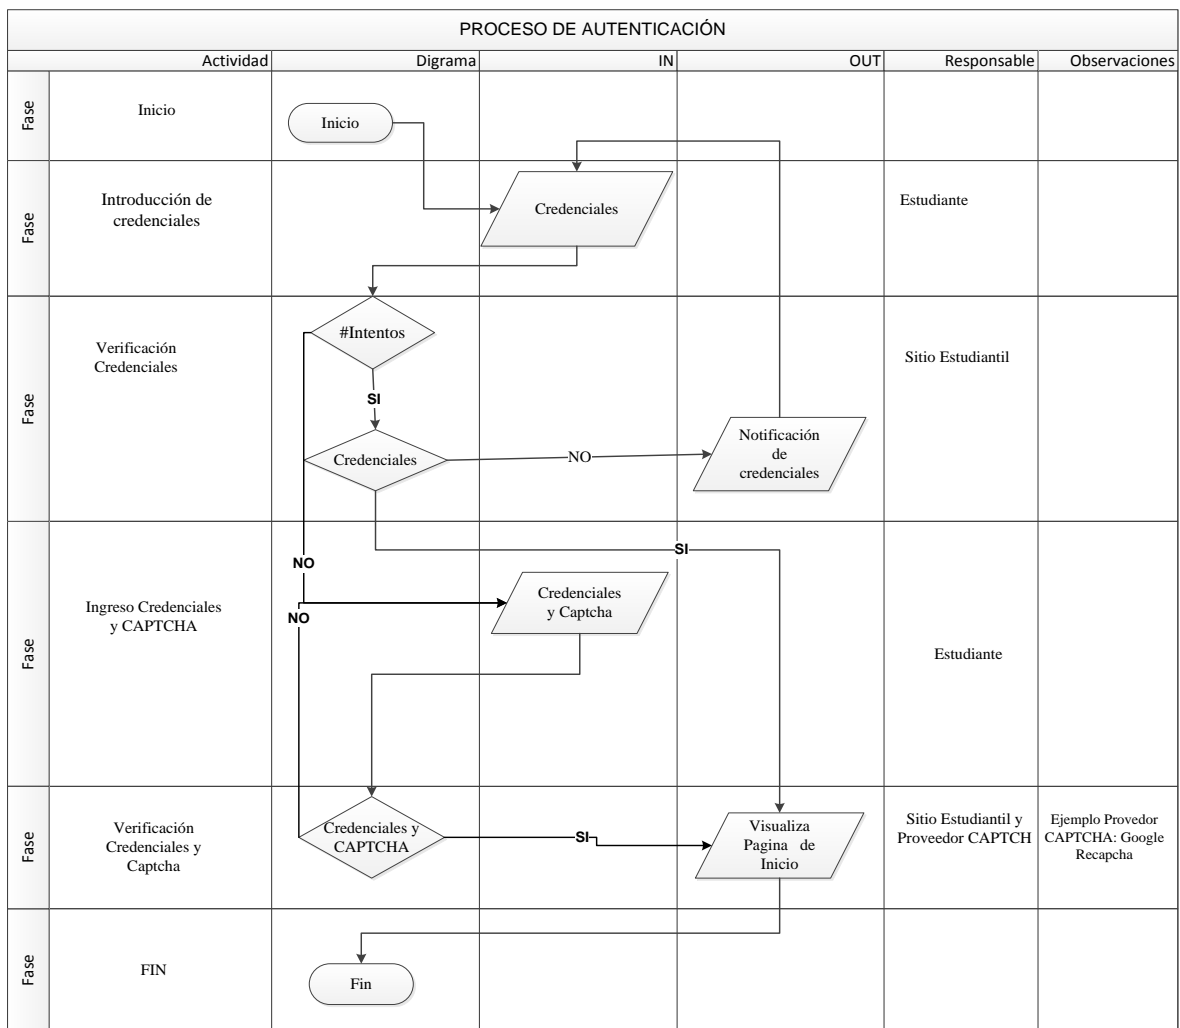 PROCESO DE AUTENTICACIÓN
Actividad
Digrama
IN
OUT
Responsable
Observaciones
Fase
Inicio
Inicio
Fase
Introducción de
credenciales
Credenciales
Estudiante
Fase
Verificación
Credenciales
#Intentos
SI
Credenciales
NO
Notificación
de
credenciales
Sitio Estudiantil
Fase
Ingreso Credenciales
y CAPTCHA
NO
NO
SI
Credenciales
y Captcha
Estudiante
Fase
Verificación
Credenciales y
Captcha
Credenciales y
CAPTCHA
SI
Visualiza
Pagina de
Inicio
Sitio Estudiantil y
Proveedor CAPTCH
Ejemplo Provedor
CAPTCHA: Google
Recapcha
Fase
FIN
Fin